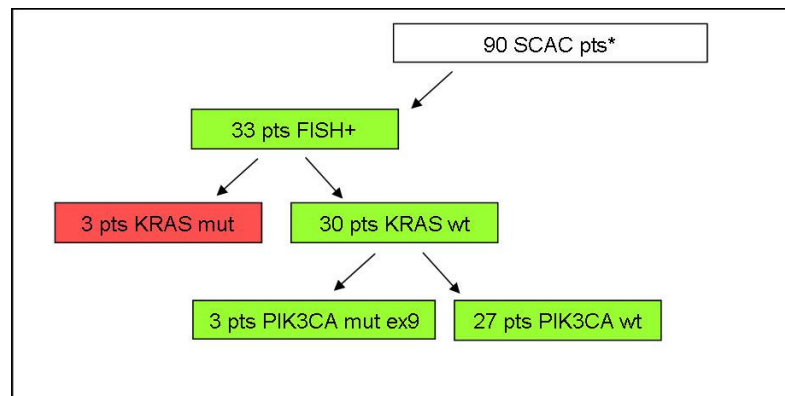 90 SCAC pts*
33 pts FISH+
3 pts KRAS mut
30 pts KRAS wt
3 pts PIK3CA mut ex9
27 pts PIK3CA wt